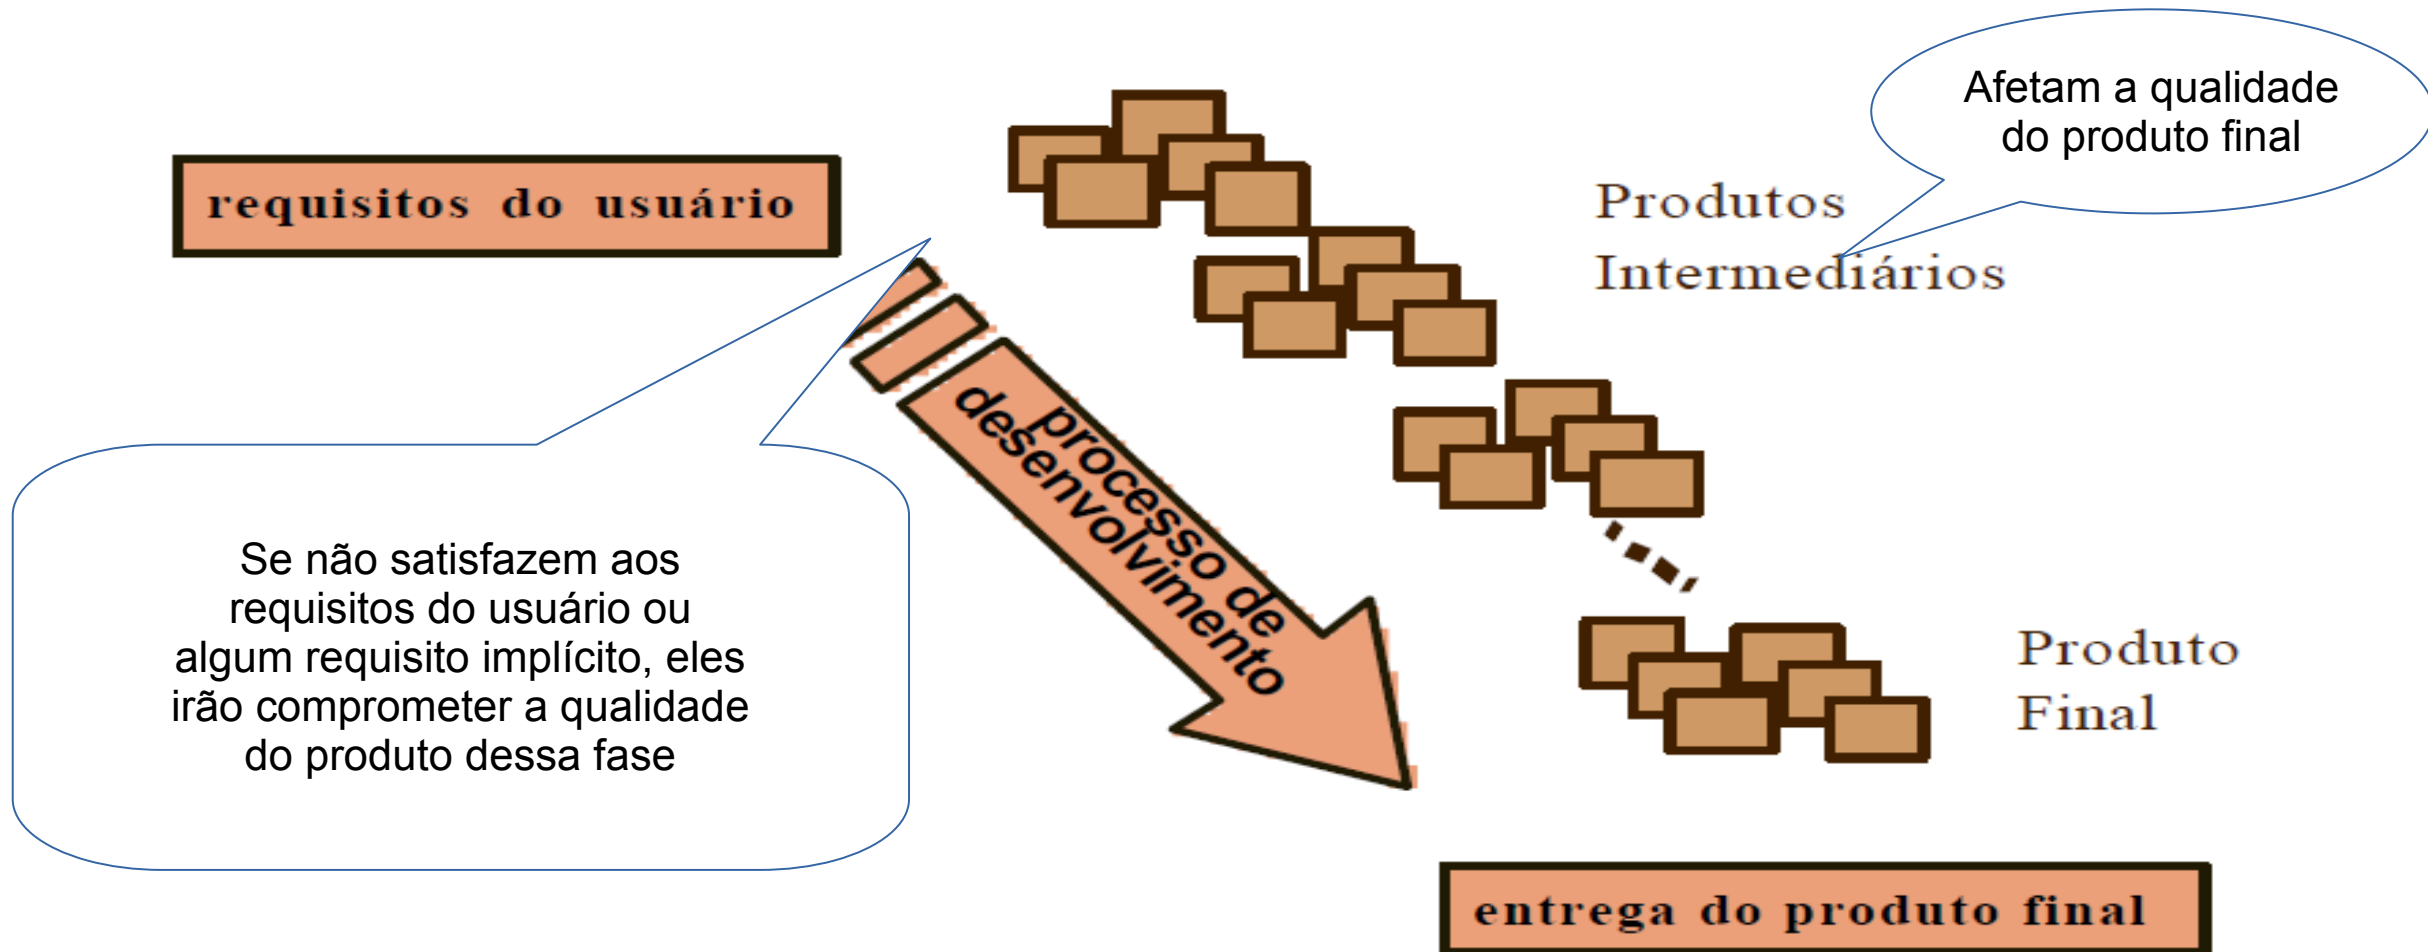 requisitos do usuário
Afetam a qualidade
do produto final
Produtos
Intermediários
processo de
desenvolvimento
Se não satisfazem aos
requisitos do usuário ou
algum requisito implícito, eles
irão comprometer a qualidade
do produto dessa fase
Produto
Final
entrega do produto final